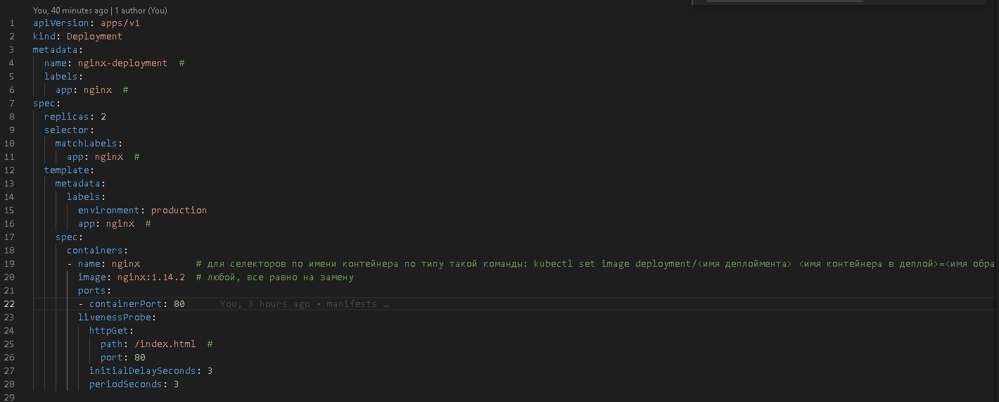 You, 40 minutes ago | 1 author (You)
1 apiVersion: apps/v1
2 kind: Deployment
3 metadata:
4 name: nginx-deployment #
5 labels:
6 app: nginx #
7 spec:
8 replicas: 2
9 selector:
10 matchLabels:
11 app: nginx #
12 template:
13 metadata:
14 labels:
15 environment: production
16 app: nginx #
17 spec:
18 containers:
19 - name: nginx # для селекторов по имени контейнера по типу такой команды: kubectl set image deployment/<имя деплоймента> <имя контейнера в деплой>=<имя обра
20 image: nginx:1.14.2 # любой, все равно на замену
21 ports:
22 - containerPort: 80 You, 3 hours ago • manifests …
23 livenessProbe:
24 httpGet:
25 path: /index.html #
26 port: 80
27 initialDelaySeconds: 3
28 periodSeconds: 3
29